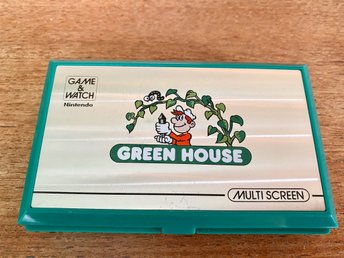 GAME
&
WATCH
Nintendo
GREEN HOUSE
MULTI SCREEN